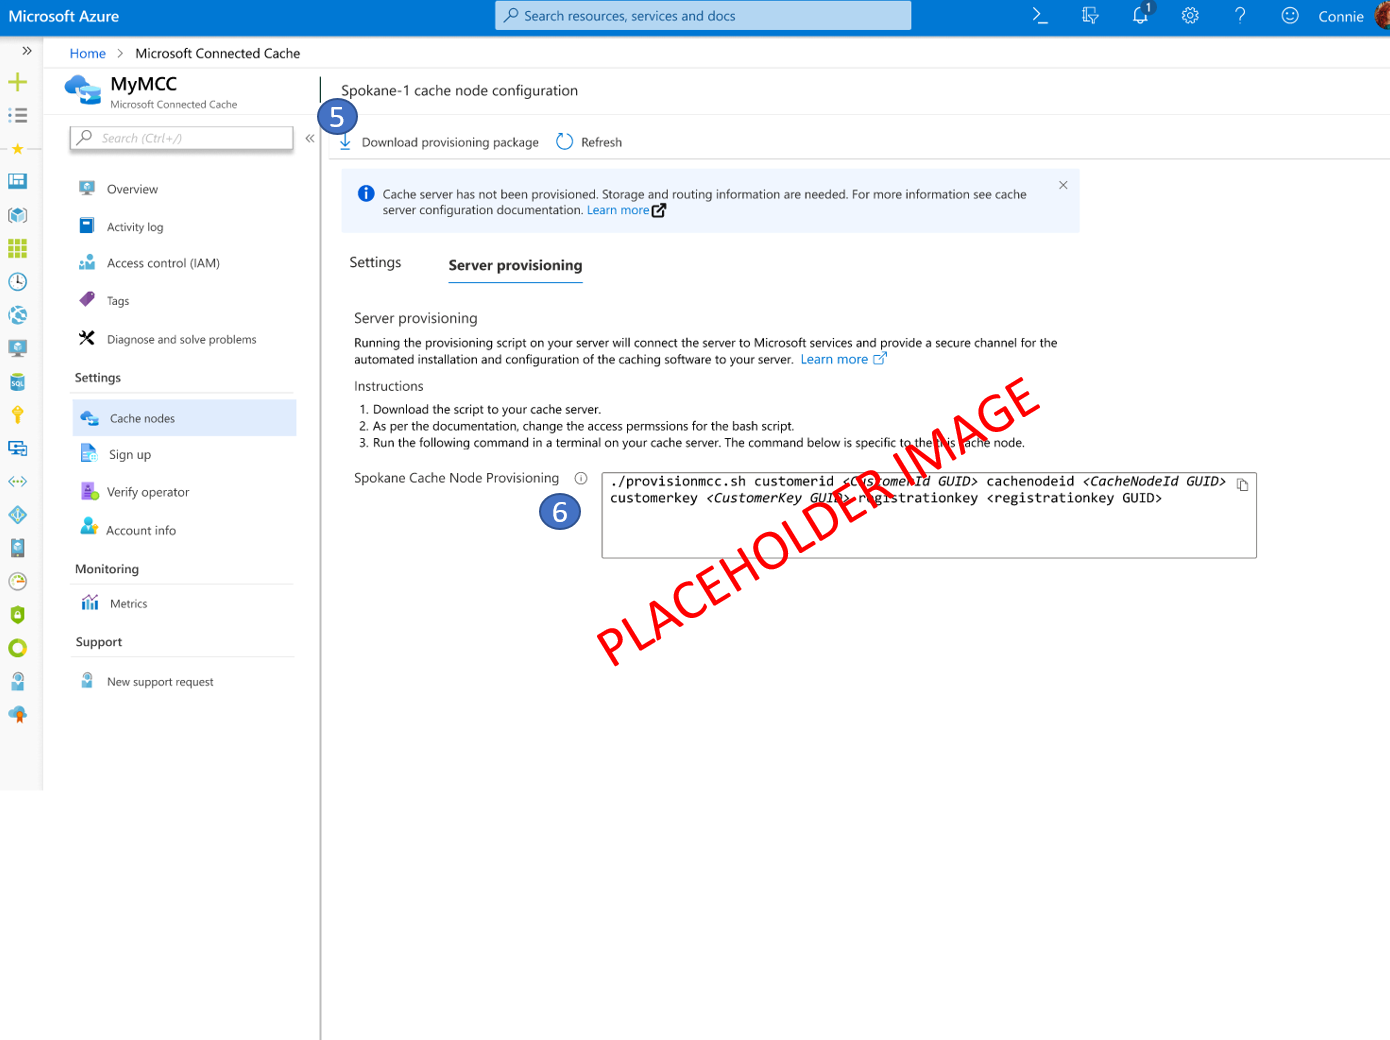 Microsoft Azure
Search resources, services and docs
1
Connie
Home > Microsoft Connected Cache
MyMCC
Microsoft Connected Cache
Search (Ctrl+/)
«
Overview
Activity log
Access control (IAM)
Tags
Diagnose and solve problems
Settings
Cache nodes
Sign up
Verify operator
Account info
Monitoring
Metrics
Support
New support request
Spokane-1 cache node configuration
5
Download provisioning package
Refresh
Cache server has not been provisioned. Storage and routing information are needed. For more information see cache
server configuration documentation. Learn more
Settings
Server provisioning
Server provisioning
Running the provisioning script on your server will connect the server to Microsoft services and provide a secure channel for the
automated installation and configuration of the caching software to your server. Learn more
Instructions
1. Download the script to your cache server.
2. As per the documentation, change the access permssions for the bash script.
3. Run the following command in a terminal on your cache server. The command below is specific to the this cache node.
Spokane Cache Node Provisioning
6
./provisionmcc.sh customerid <CustomerId GUID> cachenodeid <CacheNodeId GUID>
customerkey <CustomerKey GUID> registrationkey <registrationkey GUID>
PLACEHOLDER IMAGE